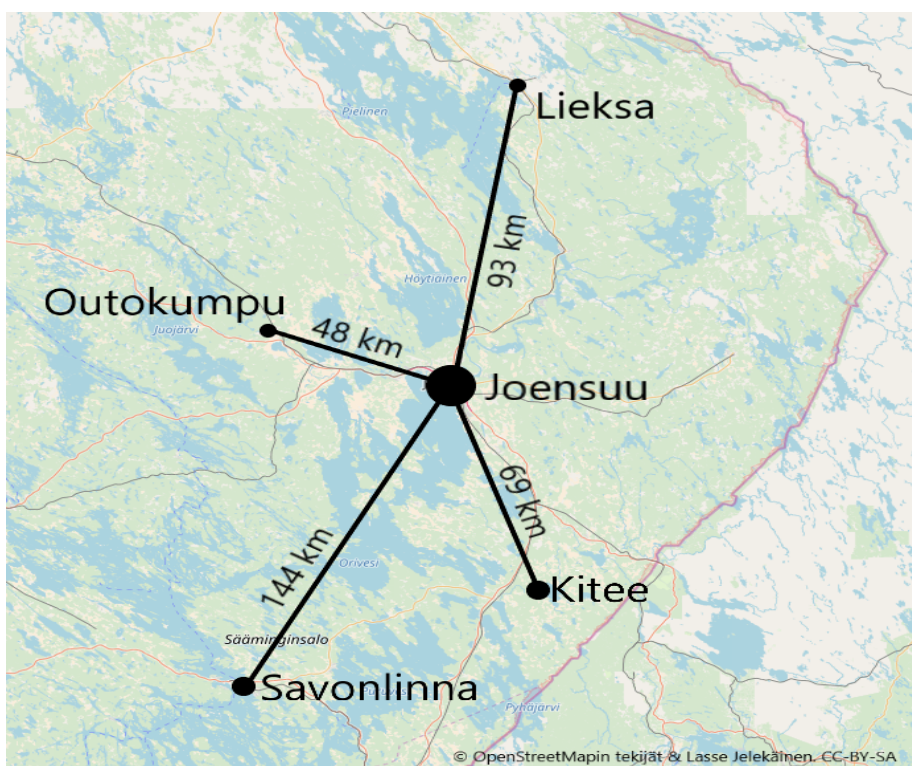 Lieksa
Pielinen
93 km
Höytiäinen
Outokumpu
Juojärvi
48 km
Joensuu
69 km
144 km
Orivesi
Kitee
Sääminginsalo
Savonlinna
Puruvesi
Pyhäjärvi
© OpenStreetMapin tekijät & Lasse Jelekäinen. CC-BY-SA